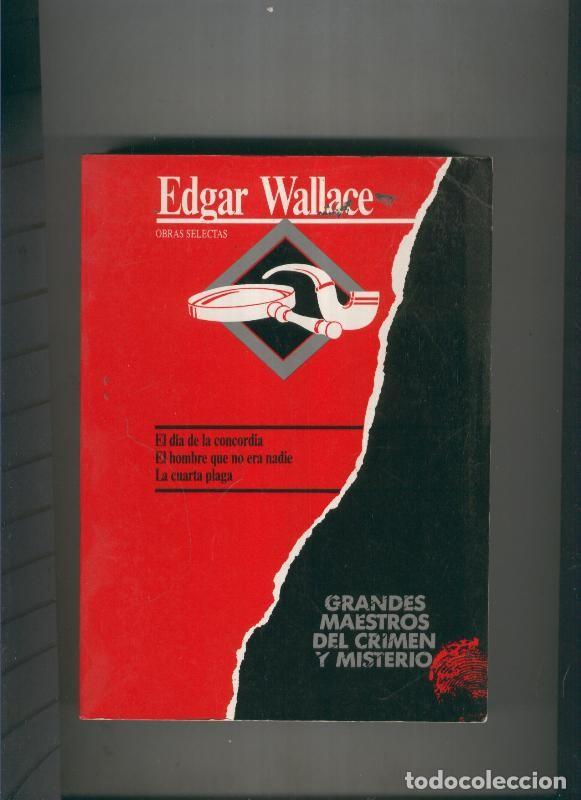 Edgar Wallace
OBRAS SELECTAS
El día de la concordia
El hombre que no era nadie
La cuarta plaga
GRANDES
MAESTROS
DEL CRIMEN
Y MISTERIO
todocoleccion.net